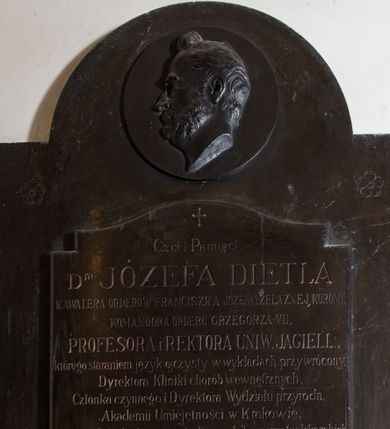 Czci i Pamięci
Dra JÓZEFA DIETLA
KAWALERA ORDERÓW FRANCISZKA JÓZEFA I ŻELAZNEJ KORONY
KOMANDORA ORDERU GRZEGORZA-VII.
PROFESORA i REKTORA UNIW. JAGIELL.
którego staraniem język ojczysty w wykładach przywrócony,
Dyrektora Kliniki chorób wewnętrznych,
Członka czynnego i Dyrektora Wydziału przyrodn.
Akademii Umiejętności w Krakowie,